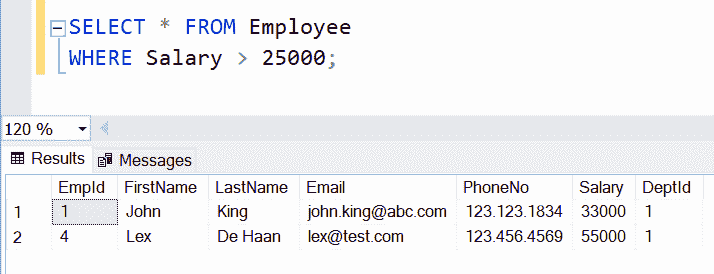 SELECT * FROM Employee
WHERE Salary > 25000;
120 %
Results Messages
EmpId FirstName LastName Email PhoneNo Salary DeptId
1 1 John King john.king@abc.com 123.123.1834 33000 1
2 4 Lex De Haan lex@test.com 123.456.4569 55000 1